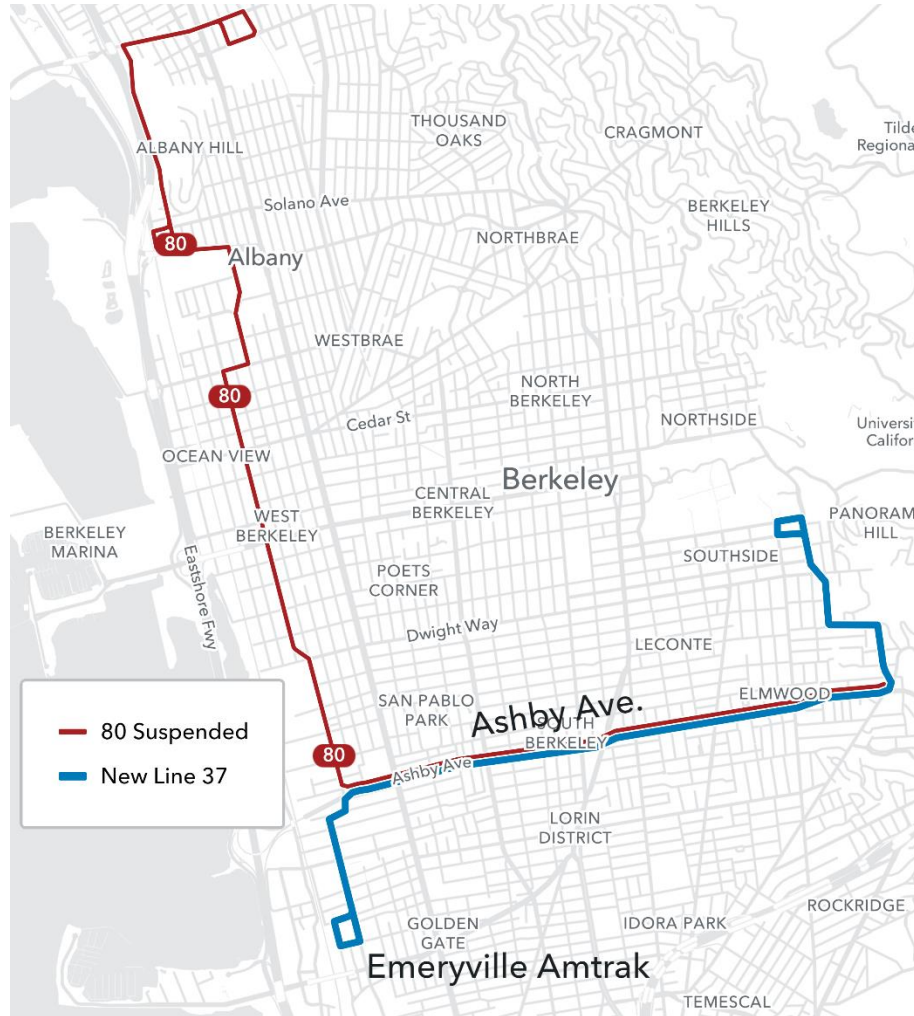 THOUSAND
OAKS
CRAGMONT
Tilde
Regional
ALBANY HILL
Solano Ave
BERKELEY
HILLS
NORTHBRAE
80
Albany
WESTBRAE
NORTH
BERKELEY
80
Cedar St
NORTHSIDE
Universi
Califor
OCEAN VIEW
Berkeley
CENTRAL
BERKELEY
WEST
BERKELEY
BERKELEY
MARINA
PANORAM
HILL
SOUTHSIDE
Eastshore Fwy
POETS
CORNER
Dwight Way
LECONTE
ELMWOOD
SAN PABLO
PARK
Ashby Ave.
SOUTH
BERKELEY
80 Suspended
New Line 37
80
Ashby Ave
LORIN
DISTRICT
ROCKRIDGE
GOLDEN
GATE
IDORA PARK
Emeryville Amtrak
TEMESCAL